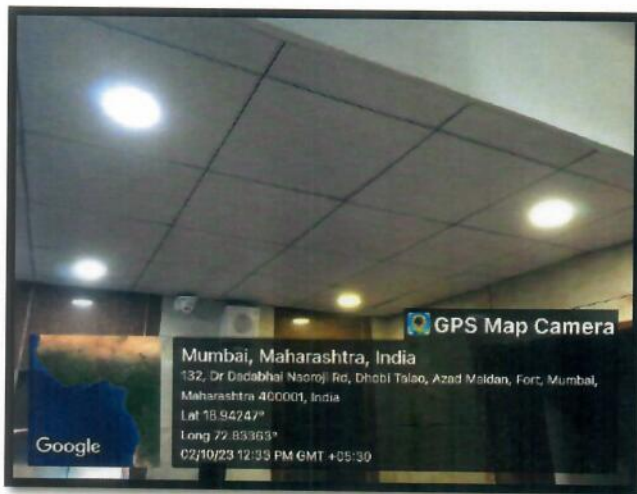 GPS Map Camera
Mumbai, Maharashtra, India
132, Dr Dadabhai Naoroji Rd, Dhobi Talao, Azad Maidan, Fort, Mumbai,
Maharashtra 400001, India
Lat 18.94247°
Long 72.83363°
02/10/23 12:33 PM GMT +05:30
Google